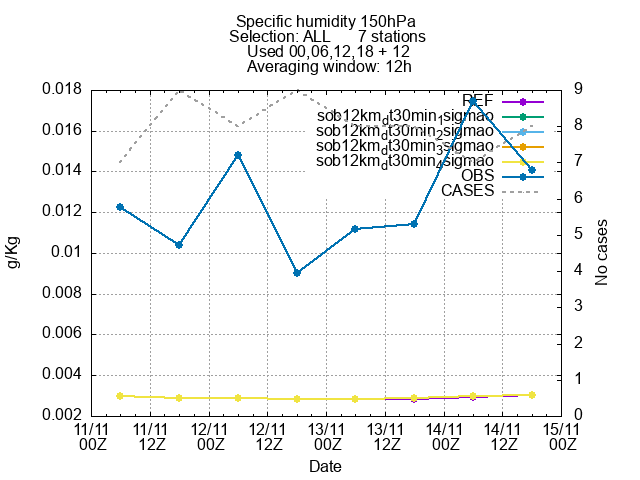 Specific humidity 150hPa
Selection: ALL 7 stations
Used 00,06,12,18 + 12
Averaging window: 12h
0.018
0.016
0.014
0.012
0.01
0.008
0.006
0.004
0.002
g/Kg
9
8
7
6
5
4
3
2
1
0
No cases
REF
sob12km_dt30min_1sigmao
sob12km_dt30min_2sigmao
sob12km_dt30min_3sigmao
sob12km_dt30min_4sigmao
OBS
CASES
11/11 11/11 12/11 12/11 13/11 13/11 14/11 14/11 15/11
00Z 12Z 00Z 12Z 00Z 12Z 00Z 12Z 00Z
Date